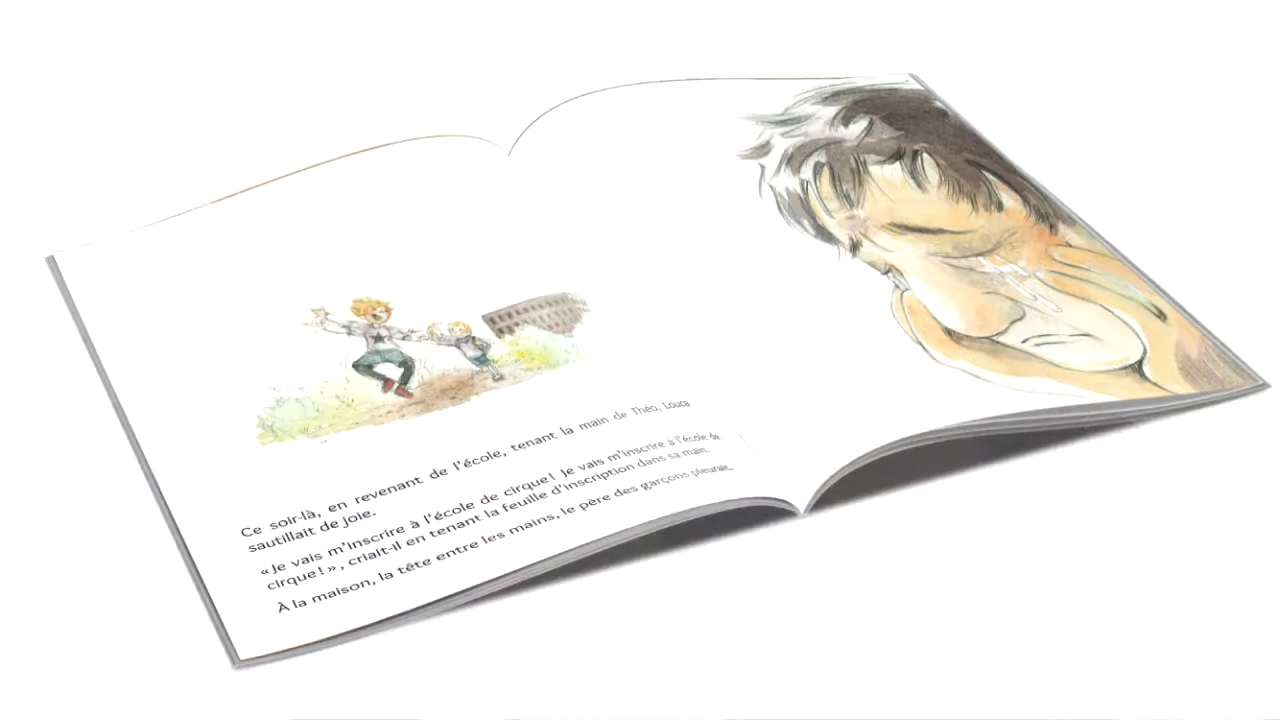 Ce soir-là, en revenant de l'école, tenant la main de Théo, Louca
sautillait de joie.
« Je vais m'inscrire à l'école de cirque ! Je vais m'inscrire à l'école de
cirque ! », criait-il en tenant la feuille d'inscription dans sa main.
À la maison, la tête entre les mains, le père des garçons pleurait.